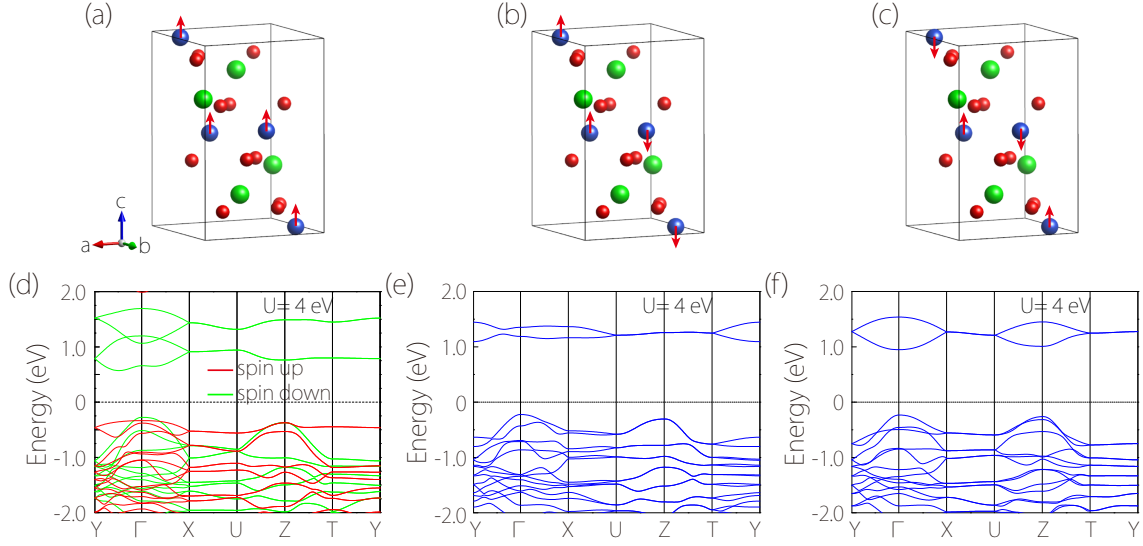 (a) (b) (c)
c
a b
(d) (e) (f)
2.0 U= 4 eV 2.0 U= 4 eV 2.0 U= 4 eV
1.0 1.0 1.0
spin up
spin down
0 0 0
-1.0 -1.0 -1.0
-2.0 -2.0 -2.0
Energy (eV) Energy (eV) Energy (eV)
Y Γ X U Z T Y Y Γ X U Z T Y Y Γ X U Z T Y